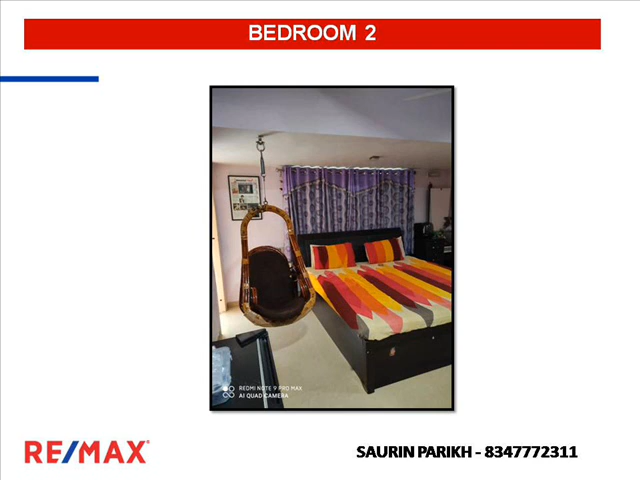 BEDROOM 2
REDMI NOTE 9 PRO MAX
AI QUAD CAMERA
RE/MAX
SAURIN PARIKH - 8347772311